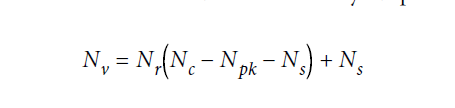 N_v = N_r(N_c − N_pk − N_s) + N_s